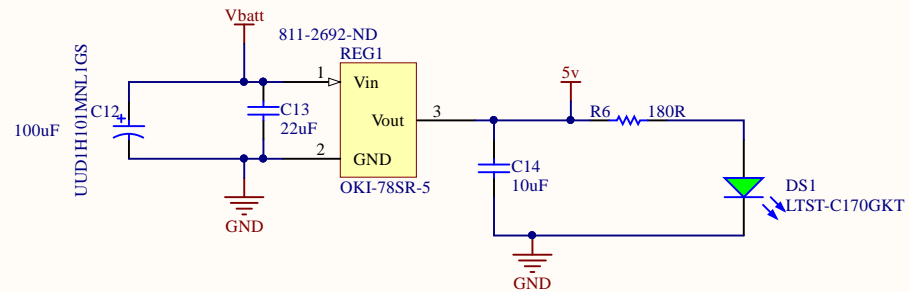 Vbatt
811-2692-ND
REG1
1
Vin
5v
C12
100uF
UUD1H101MNL1GS
C13
22uF
Vout
3
R6
180R
2
GND
OKI-78SR-5
C14
10uF
DS1
LTST-C170GKT
GND
GND